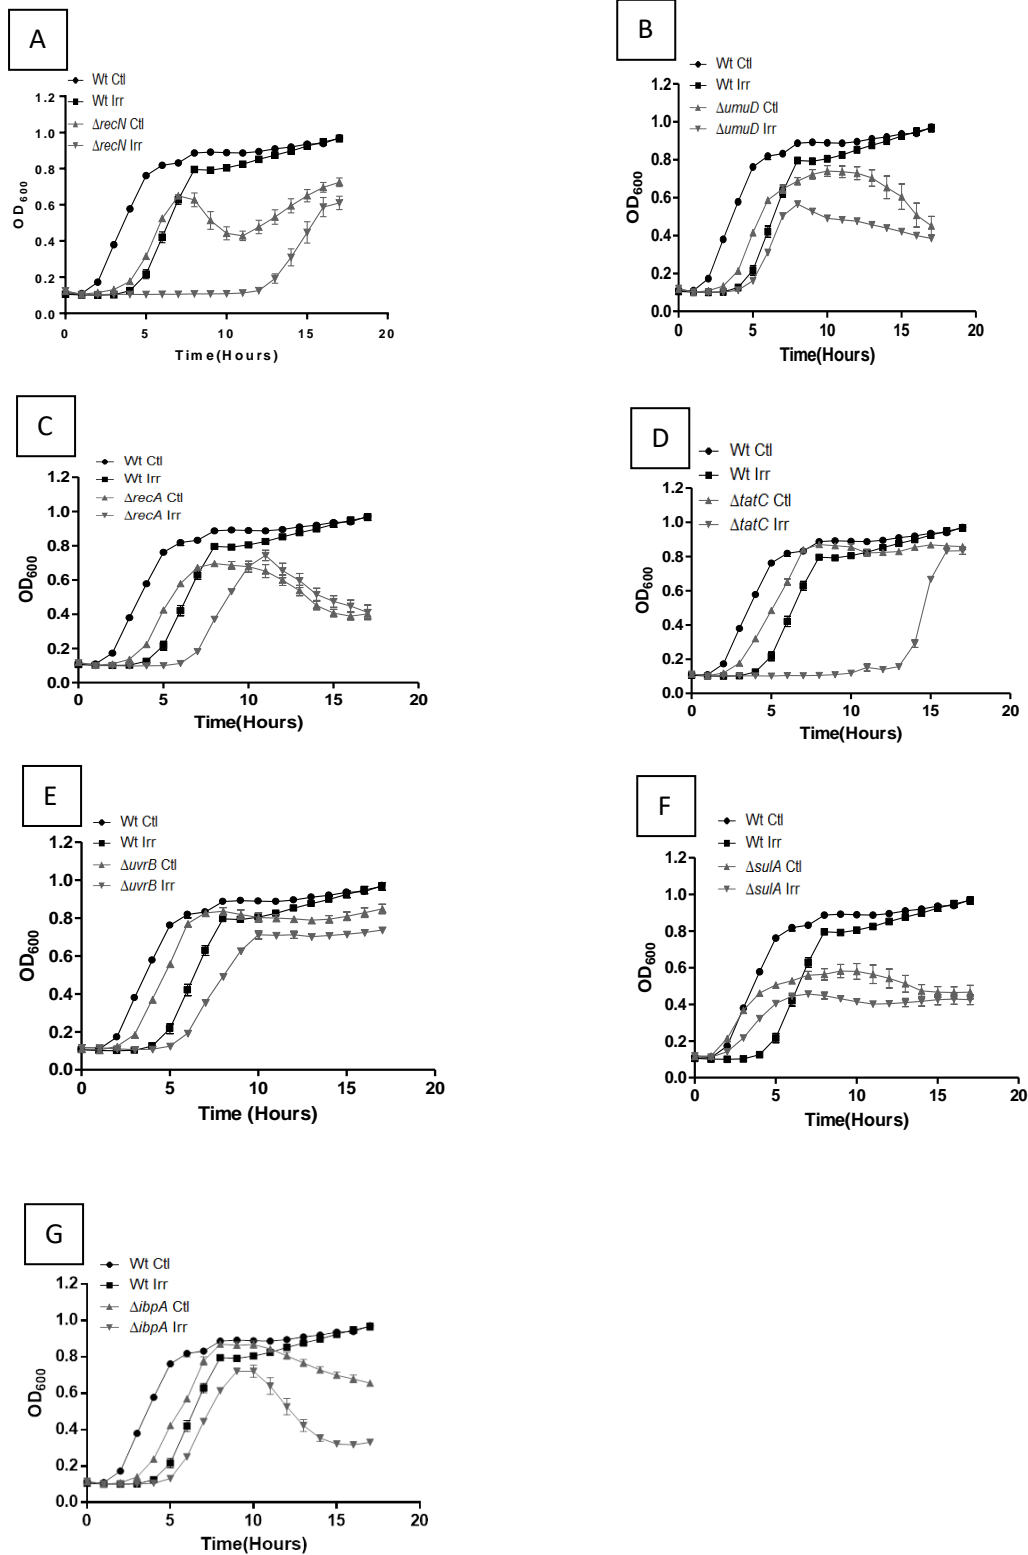 A
Wt Ctl
Wt Irr
ΔrecN Ctl
ΔrecN Irr
1.2
1.0
0.8
0.6
0.4
0.2
0.0
OD600
0 5 10 15 20
Time(Hours)
B
Wt Ctl
Wt Irr
ΔumuD Ctl
ΔumuD Irr
1.2
1.0
0.8
0.6
0.4
0.2
0.0
OD600
0 5 10 15 20
Time(Hours)
C
Wt Ctl
Wt Irr
ΔrecA Ctl
ΔrecA Irr
1.2
1.0
0.8
0.6
0.4
0.2
0.0
OD600
0 5 10 15 20
Time(Hours)
D
Wt Ctl
Wt Irr
ΔtatC Ctl
ΔtatC Irr
1.2
1.0
0.8
0.6
0.4
0.2
0.0
OD600
0 5 10 15 20
Time(Hours)
E
Wt Ctl
Wt Irr
ΔuvrB Ctl
ΔuvrB Irr
1.2
1.0
0.8
0.6
0.4
0.2
0.0
OD600
0 5 10 15 20
Time (Hours)
F
Wt Ctl
Wt Irr
ΔsulA Ctl
ΔsulA Irr
1.2
1.0
0.8
0.6
0.4
0.2
0.0
OD600
0 5 10 15 20
Time(Hours)
G
Wt Ctl
Wt Irr
ΔibpA Ctl
ΔibpA Irr
1.2
1.0
0.8
0.6
0.4
0.2
0.0
OD600
0 5 10 15 20
Time(Hours)